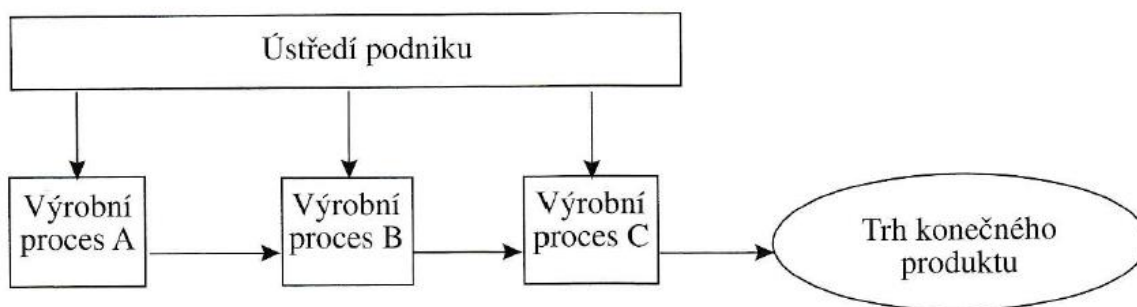 Ústředí podniku
Výrobní
proces A
Výrobní
proces B
Výrobní
proces C
Trh konečného
produktu